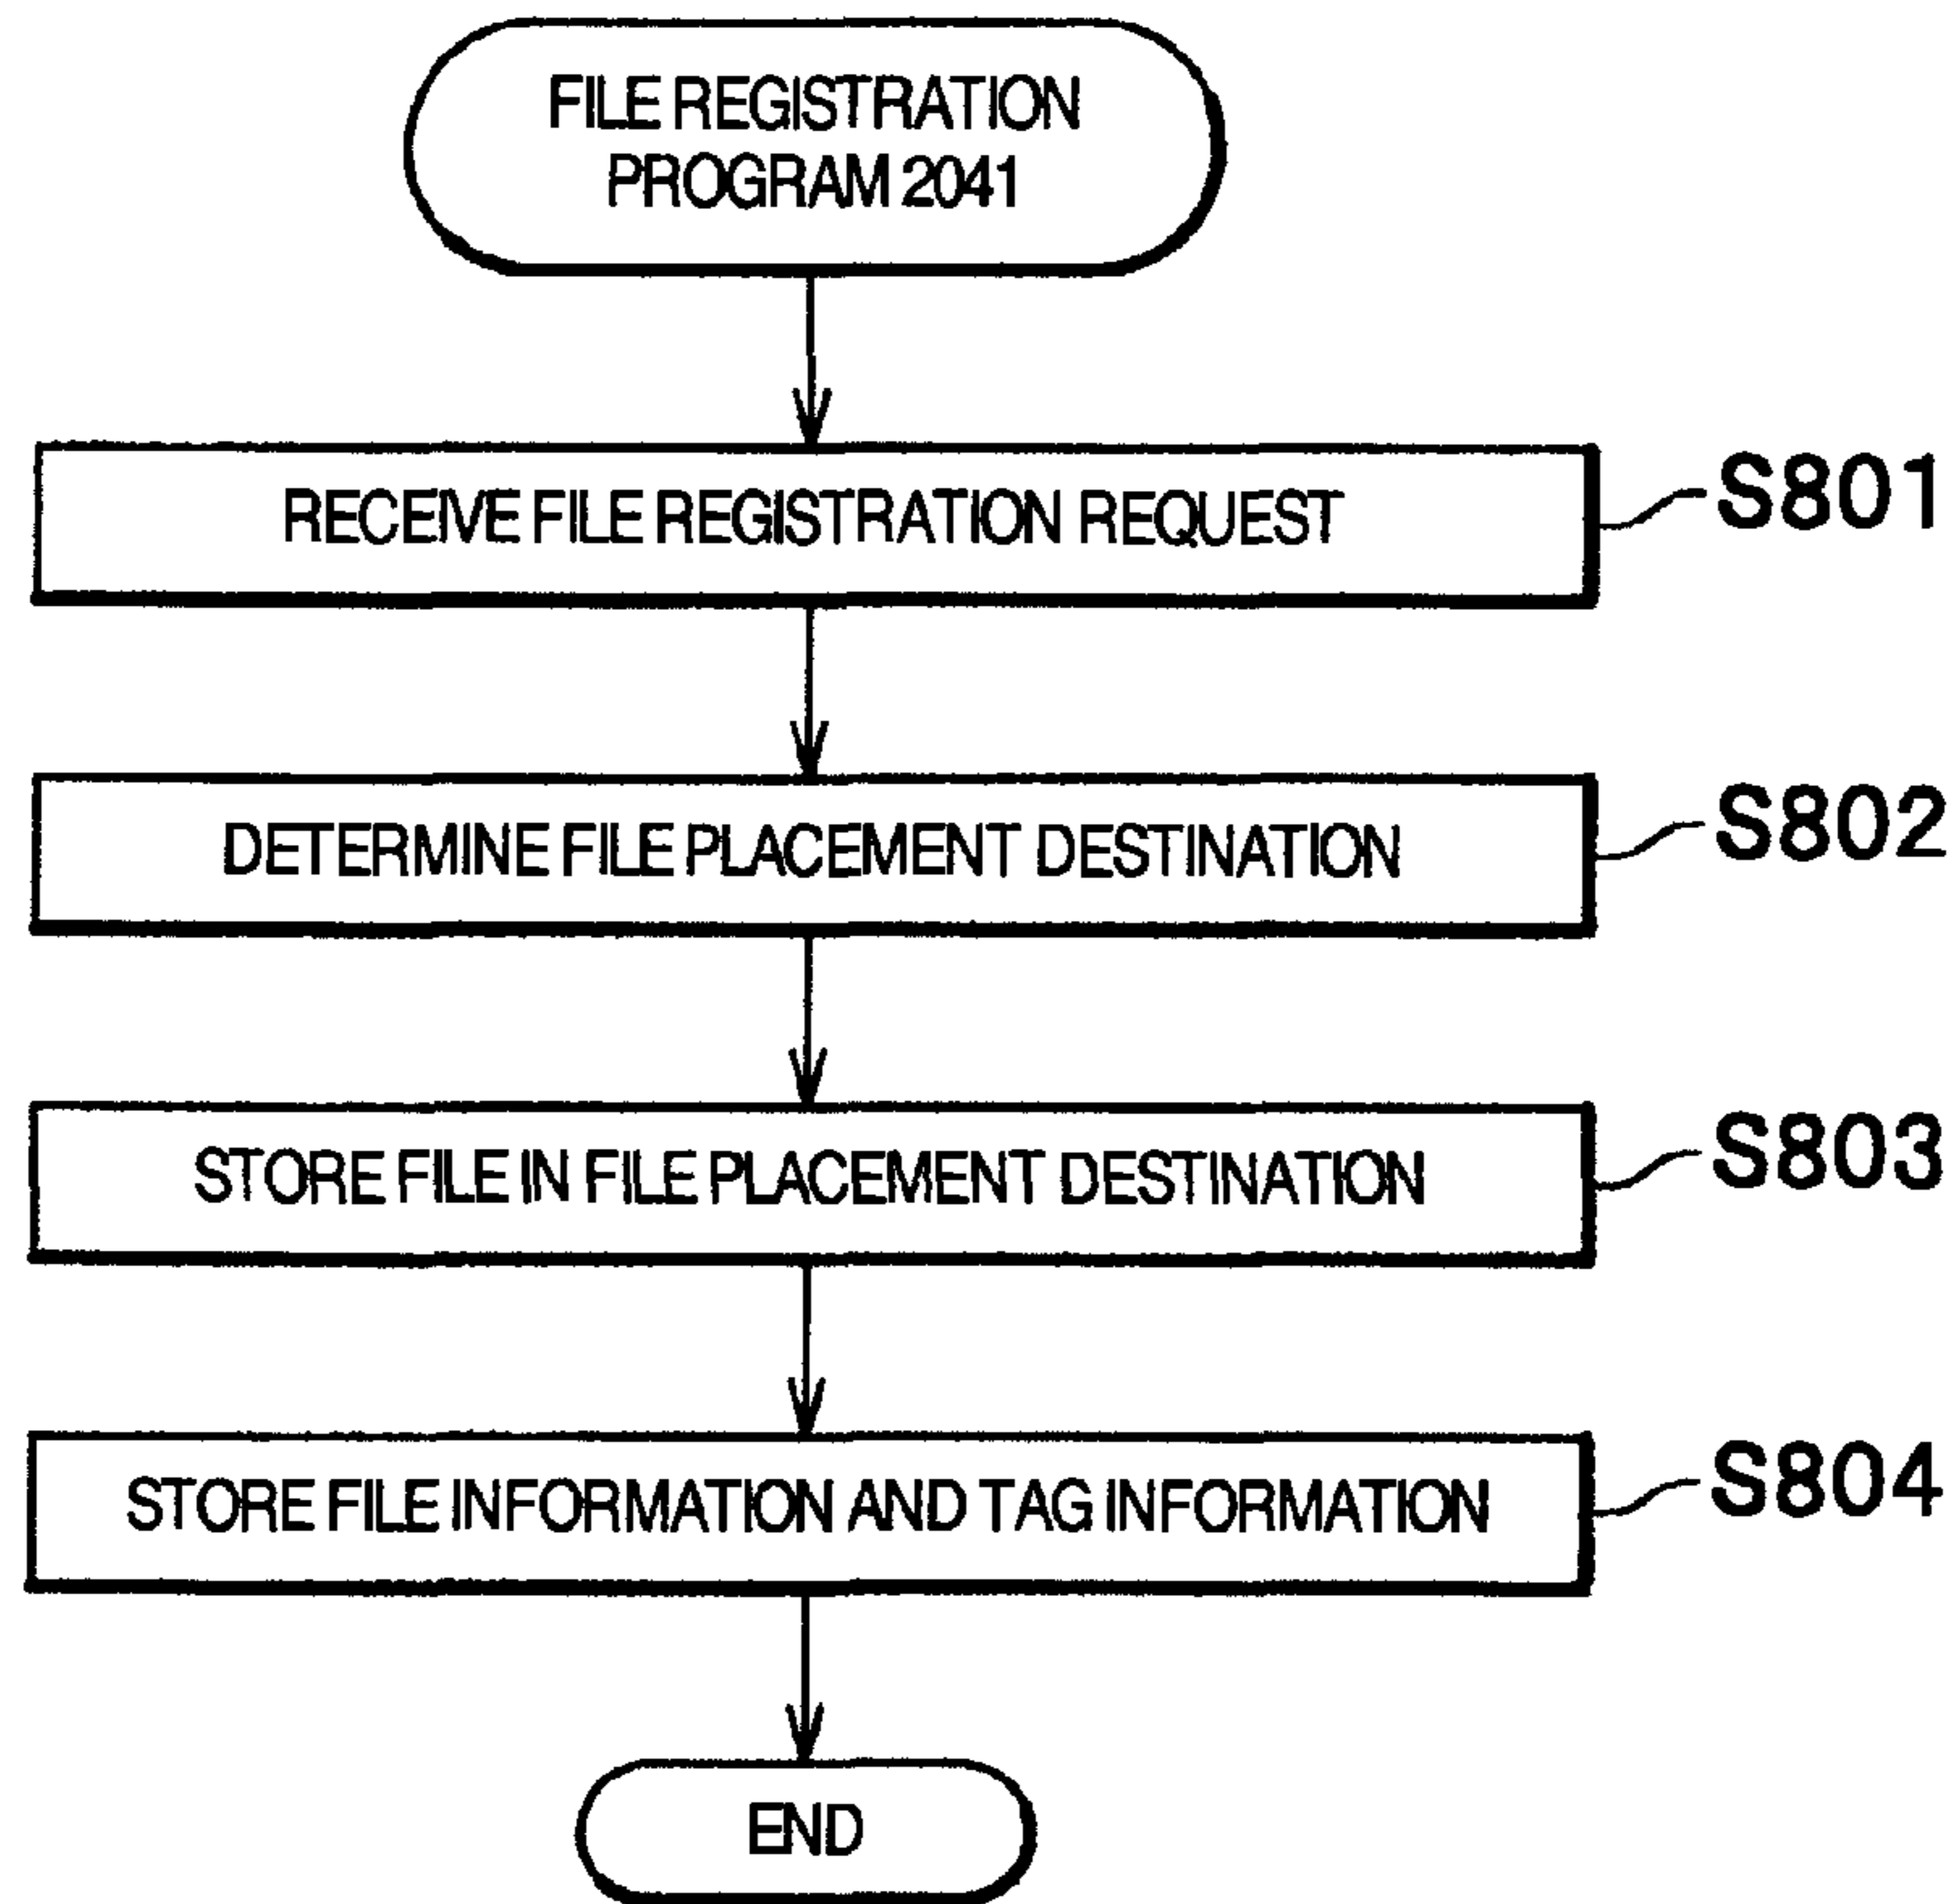 FILE REGISTRATION
PROGRAM 2041
RECEIVE FILE REGISTRATION REQUEST
S801
DETERMINE FILE PLACEMENT DESTINATION
S802
STORE FILE IN FILE PLACEMENT DESTINATION
S803
STORE FILE INFORMATION AND TAG INFORMATION
S804
END